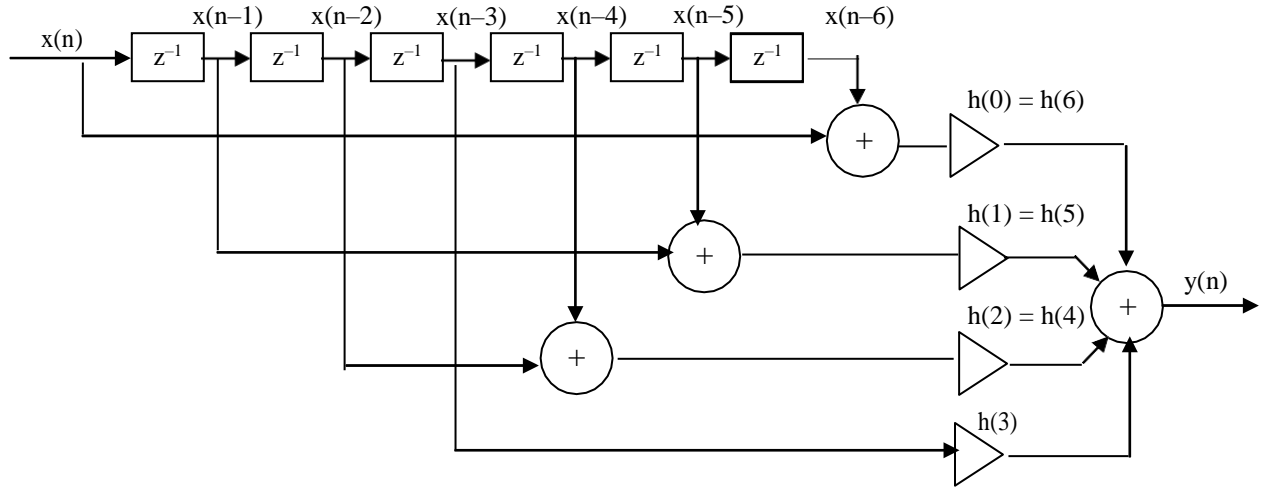 x(n)
x(n–1)
x(n–2)
x(n–3)
x(n–4)
x(n–5)
x(n–6)
z⁻¹
z⁻¹
z⁻¹
z⁻¹
z⁻¹
z⁻¹
h(0) = h(6)
+
h(1) = h(5)
+
y(n)
+
h(2) = h(4)
+
h(3)